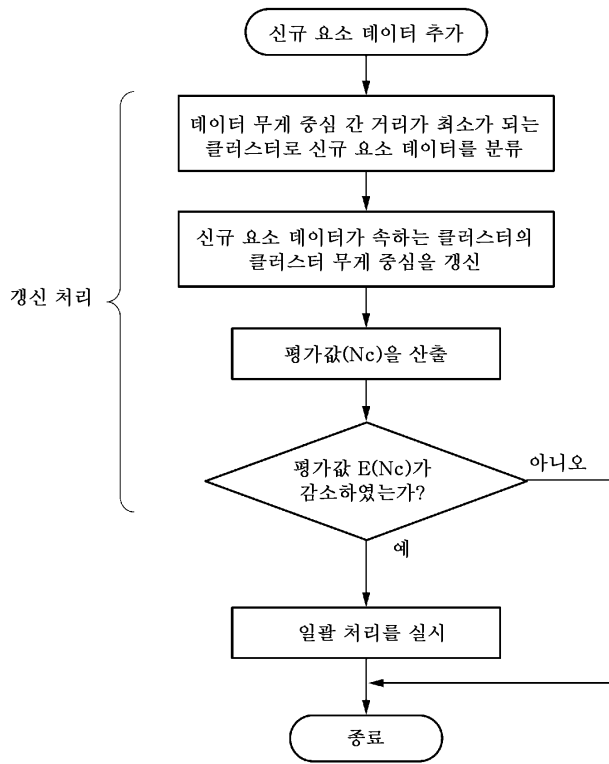 신규 요소 데이터 추가
데이터 무게 중심 간 거리가 최소가 되는
클러스터로 신규 요소 데이터를 분류
신규 요소 데이터가 속하는 클러스터의
클러스터 무게 중심을 갱신
갱신 처리
평가값(Nc)을 산출
평가값 E(Nc)가
감소하였는가?
아니오
예
일괄 처리를 실시
종료